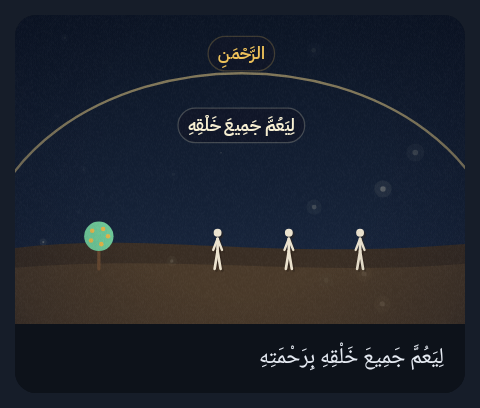 الرَّحْمَنِ
لِيَعُمَّ جَمِيعَ خَلْقِهِ
لِيَعُمَّ جَمِيعَ خَلْقِهِ بِرَحْمَتِهِ